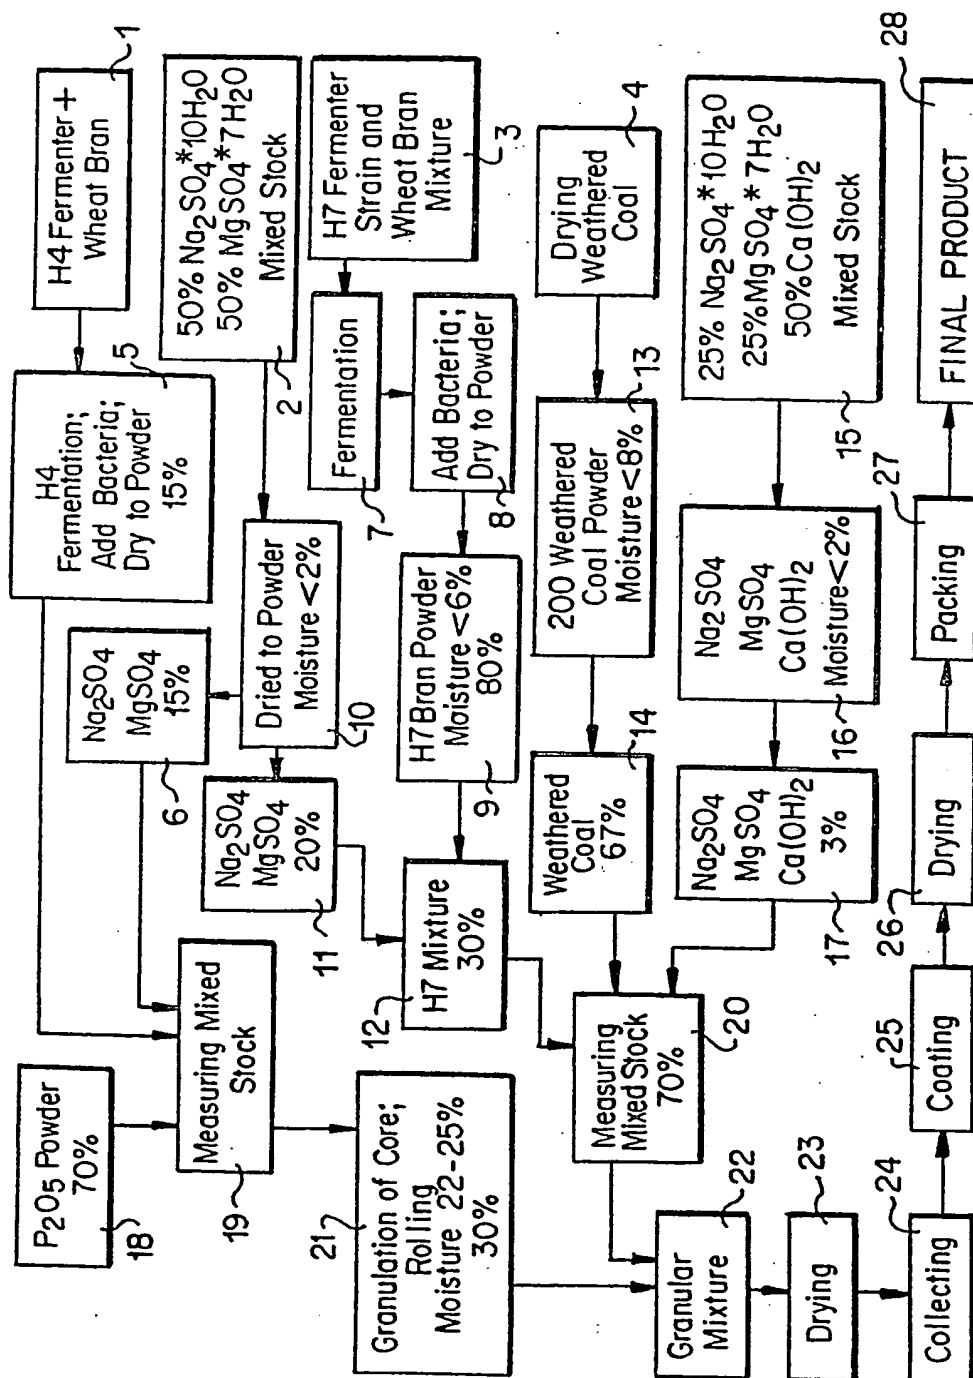 H4 Fermenter +
Wheat Bran
1
50% Na2SO4*10H2O
50% MgSO4*7H2O
Mixed Stock
2
H7 Fermenter
Strain and
Wheat Bran
Mixture
3
Drying
Weathered
Coal
4
25% Na2SO4*10H2O
25% MgSO4*7H2O
50% Ca(OH)2
Mixed Stock
15
FINAL PRODUCT
28
H4
Fermentation;
Add Bacteria;
Dry to Powder
15%
5
Fermentation
7
Add Bacteria;
Dry to Powder
8
200 Weathered
Coal Powder
Moisture <8%
13
Na2SO4
MgSO4
15%
6
Dried to Powder
Moisture <2%
10
H7 Bran Powder
Moisture <6%
80%
9
Na2SO4
MgSO4
Ca(OH)2
Moisture <2%
16
Packing
27
Na2SO4
MgSO4
20%
11
Weathered
Coal
67%
14
Na2SO4
MgSO4
Ca(OH)2
3%
17
Drying
26
H7 Mixture
30%
12
P2O5 Powder
70%
18
Measuring Mixed
Stock
19
Measuring
Mixed Stock
70%
20
Coating
25
Granulation of Core;
Rolling
Moisture 22-25%
30%
21
Granular
Mixture
22
Drying
23
Collecting
24